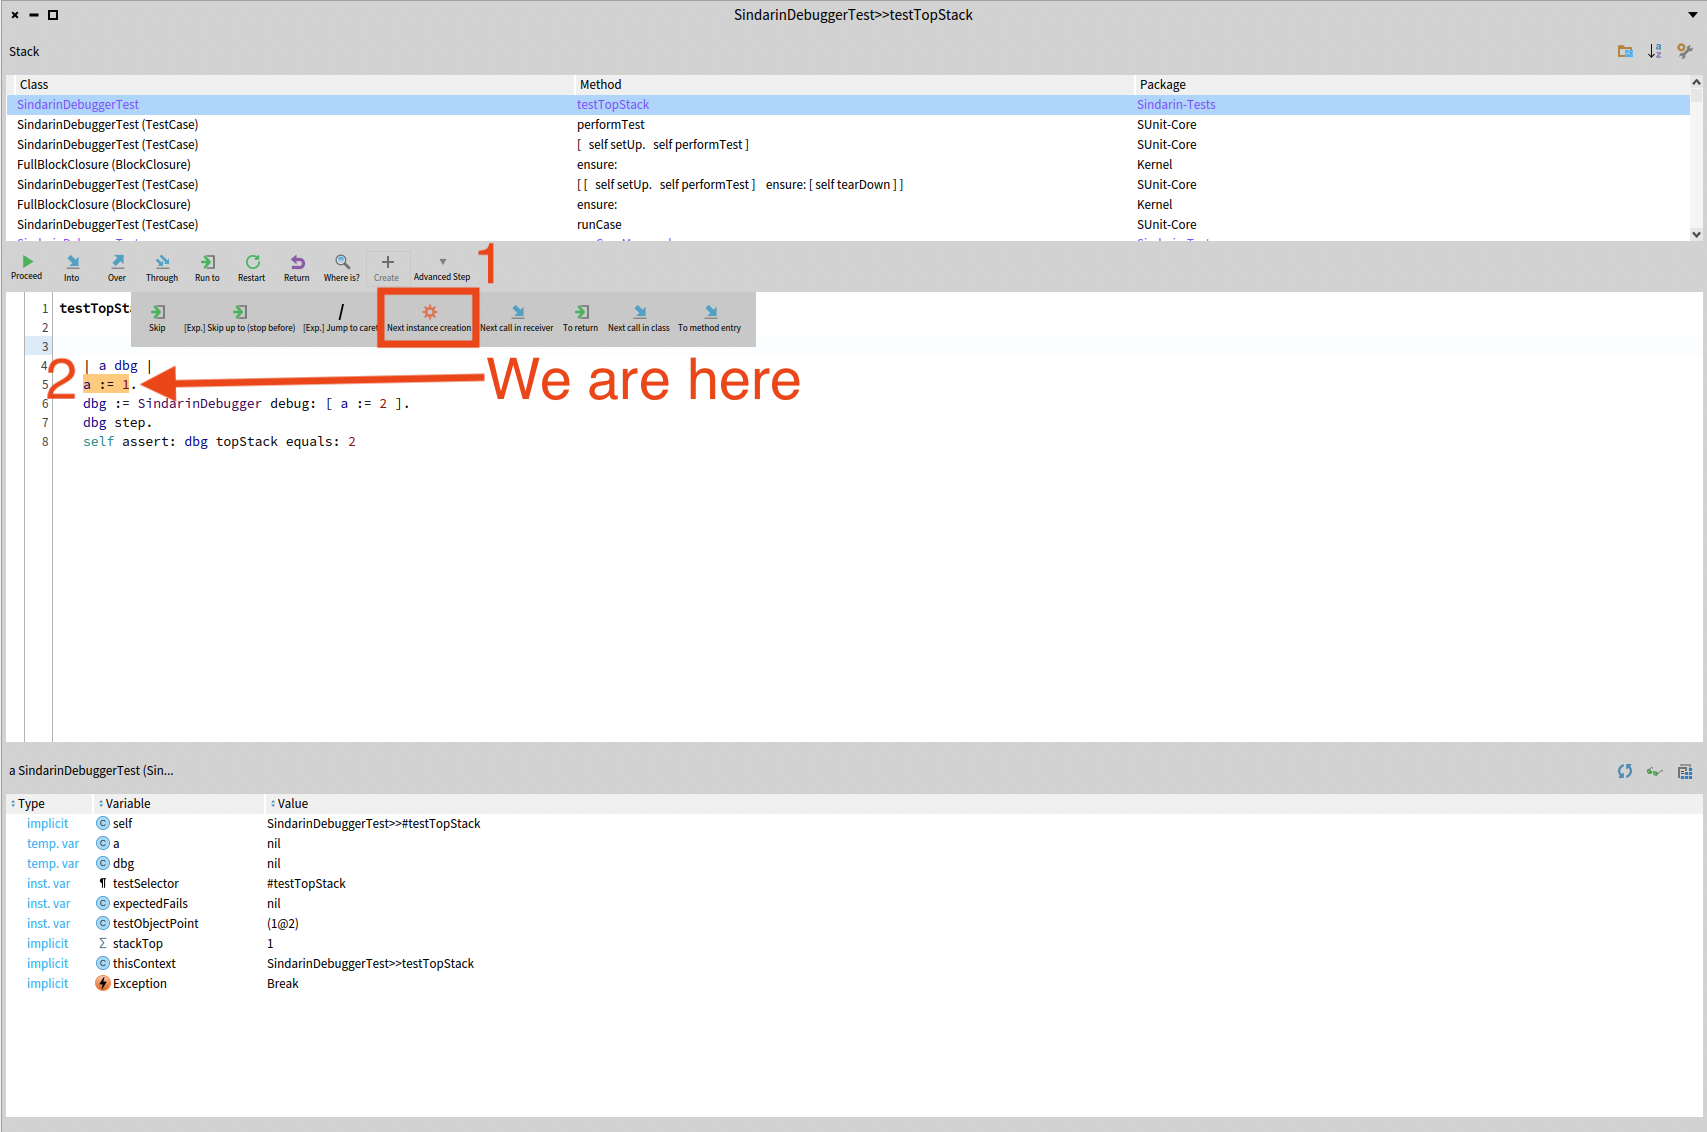 SindarinDebuggerTest>>testTopStack
Stack
Class Method Package
SindarinDebuggerTest testTopStack Sindarin-Tests
SindarinDebuggerTest (TestCase) performTest SUnit-Core
SindarinDebuggerTest (TestCase) [ self setUp. self performTest ] SUnit-Core
FullBlockClosure (BlockClosure) ensure: Kernel
SindarinDebuggerTest (TestCase) [ [ self setUp. self performTest ] ensure: [ self tearDown ] ] SUnit-Core
FullBlockClosure (BlockClosure) ensure: Kernel
SindarinDebuggerTest (TestCase) runCase SUnit-Core
Proceed Into Over Through Run to Restart Return Where is? Create Advanced Step
1
Skip [Exp.] Skip up to (stop before) [Exp.] Jump to caret Next instance creation Next call in receiver To return Next call in class To method entry
1 testTopSt
2
3
4 | a dbg |
5 a := 1.
6 dbg := SindarinDebugger debug: [ a := 2 ].
7 dbg step.
8 self assert: dbg topStack equals: 2
2
We are here
a SindarinDebuggerTest (Sin...
Type Variable Value
implicit self SindarinDebuggerTest>>#testTopStack
temp. var a nil
temp. var dbg nil
inst. var ¶ testSelector #testTopStack
inst. var expectedFails nil
inst. var testObjectPoint (1@2)
implicit Σ stackTop 1
implicit thisContext SindarinDebuggerTest>>testTopStack
implicit Exception Break